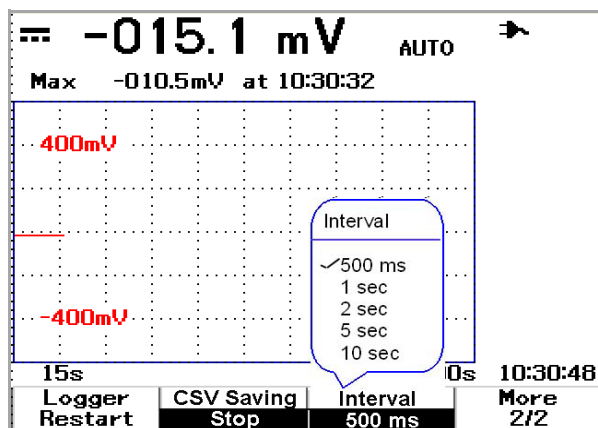 -015.1 mV AUTO
Max -010.5mV at 10:30:32
400mV
-400mV
Interval
✓500 ms
1 sec
2 sec
5 sec
10 sec
15s 0s 10:30:48
Logger Restart
CSV Saving Stop
Interval 500 ms
More 2/2